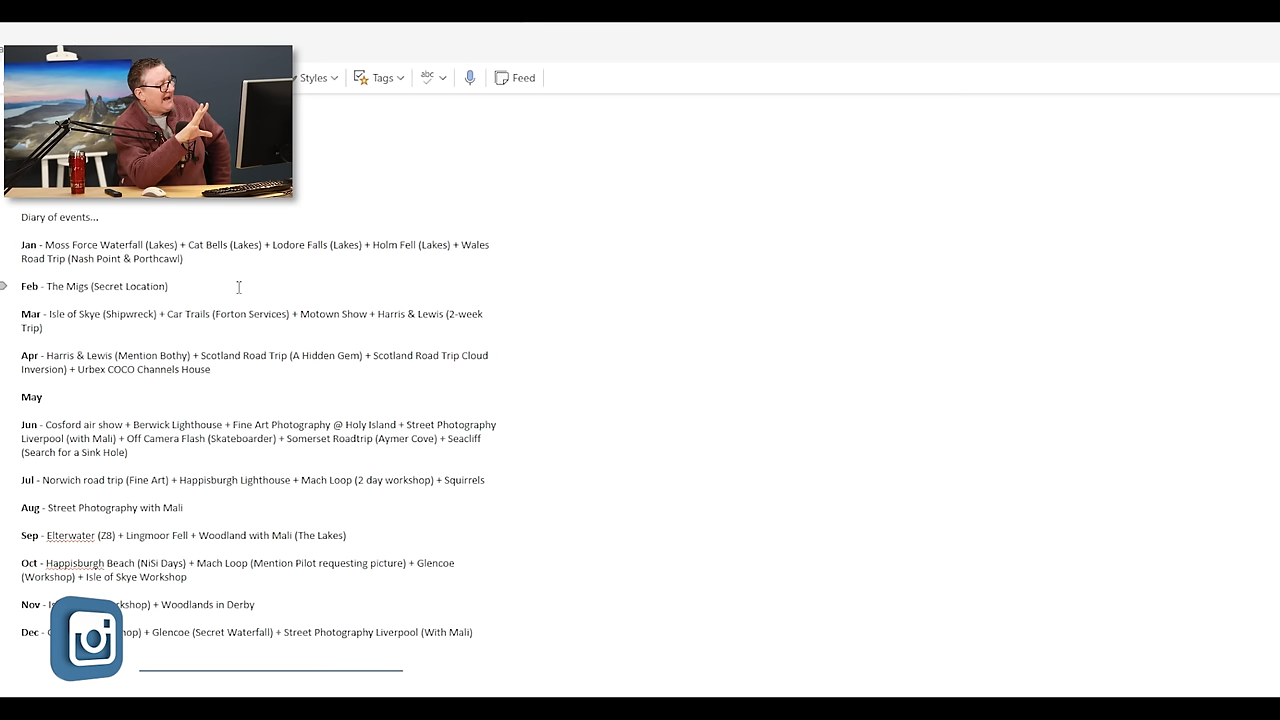 Styles
Tags
abc
Feed
Diary of events...
Jan - Moss Force Waterfall (Lakes) + Cat Bells (Lakes) + Lodore Falls (Lakes) + Holm Fell (Lakes) + Wales
Road Trip (Nash Point & Porthcawl)
Feb - The Migs (Secret Location)
Mar - Isle of Skye (Shipwreck) + Car Trails (Forton Services) + Motown Show + Harris & Lewis (2-week
Trip)
Apr - Harris & Lewis (Mention Bothy) + Scotland Road Trip (A Hidden Gem) + Scotland Road Trip Cloud
Inversion) + Urbex COCO Channels House
May
Jun - Cosford air show + Berwick Lighthouse + Fine Art Photography @ Holy Island + Street Photography
Liverpool (with Mali) + Off Camera Flash (Skateboarder) + Somerset Roadtrip (Aymer Cove) + Seacliff
(Search for a Sink Hole)
Jul - Norwich road trip (Fine Art) + Happisburgh Lighthouse + Mach Loop (2 day workshop) + Squirrels
Aug - Street Photography with Mali
Sep - Elterwater (Z8) + Lingmoor Fell + Woodland with Mali (The Lakes)
Oct - Happisburgh Beach (NiSi Days) + Mach Loop (Mention Pilot requesting picture) + Glencoe
(Workshop) + Isle of Skye Workshop
Nov - + Woodlands in Derby
Dec - + Glencoe (Secret Waterfall) + Street Photography Liverpool (With Mali)